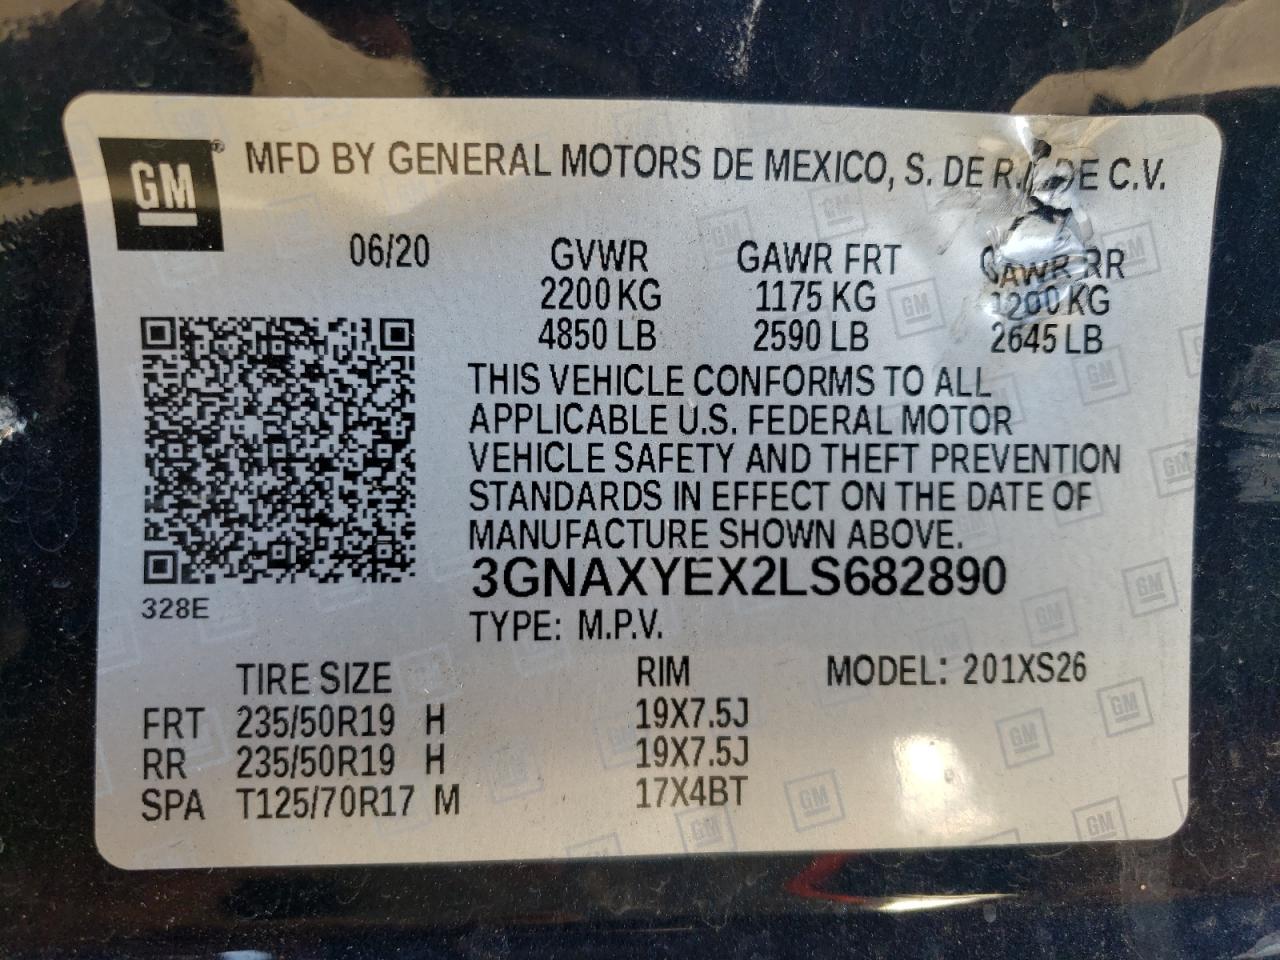 GM ® MFD BY GENERAL MOTORS DE MEXICO, S. DE R. DE C.V.
06/20 GVWR GAWR FRT GAWR RR
2200 KG 1175 KG 1200 KG
4850 LB 2590 LB 2645 LB
THIS VEHICLE CONFORMS TO ALL
APPLICABLE U.S. FEDERAL MOTOR
VEHICLE SAFETY AND THEFT PREVENTION
STANDARDS IN EFFECT ON THE DATE OF
MANUFACTURE SHOWN ABOVE.
3GNAXYEX2LS682890
328E
TYPE: M.P.V.
TIRE SIZE RIM MODEL: 201XS26
FRT 235/50R19 H 19X7.5J
RR 235/50R19 H 19X7.5J
SPA T125/70R17 M 17X4BT